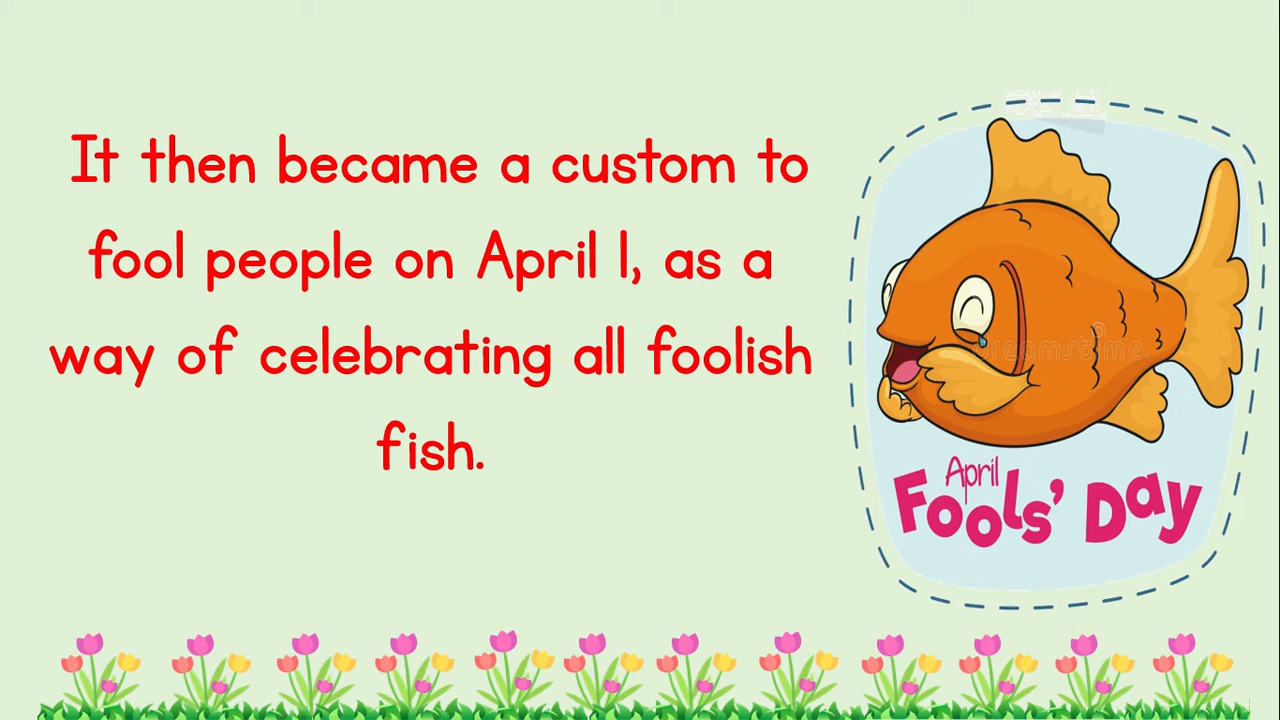 It then became a custom to
fool people on April 1, as a
way of celebrating all foolish
fish.
dreamstime
April
Fools' Day